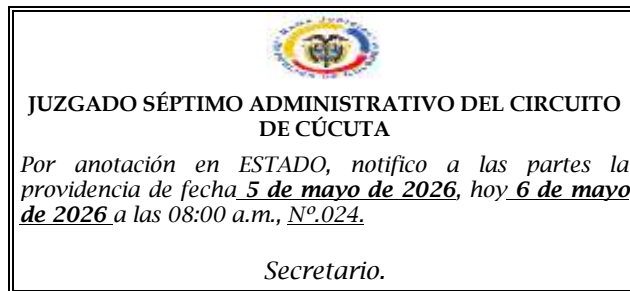 JUZGADO SÉPTIMO ADMINISTRATIVO DEL CIRCUITO
DE CÚCUTA
Por anotación en ESTADO, notifico a las partes la
providencia de fecha 5 de mayo de 2026, hoy 6 de mayo
de 2026 a las 08:00 a.m., Nº.024.
Secretario.